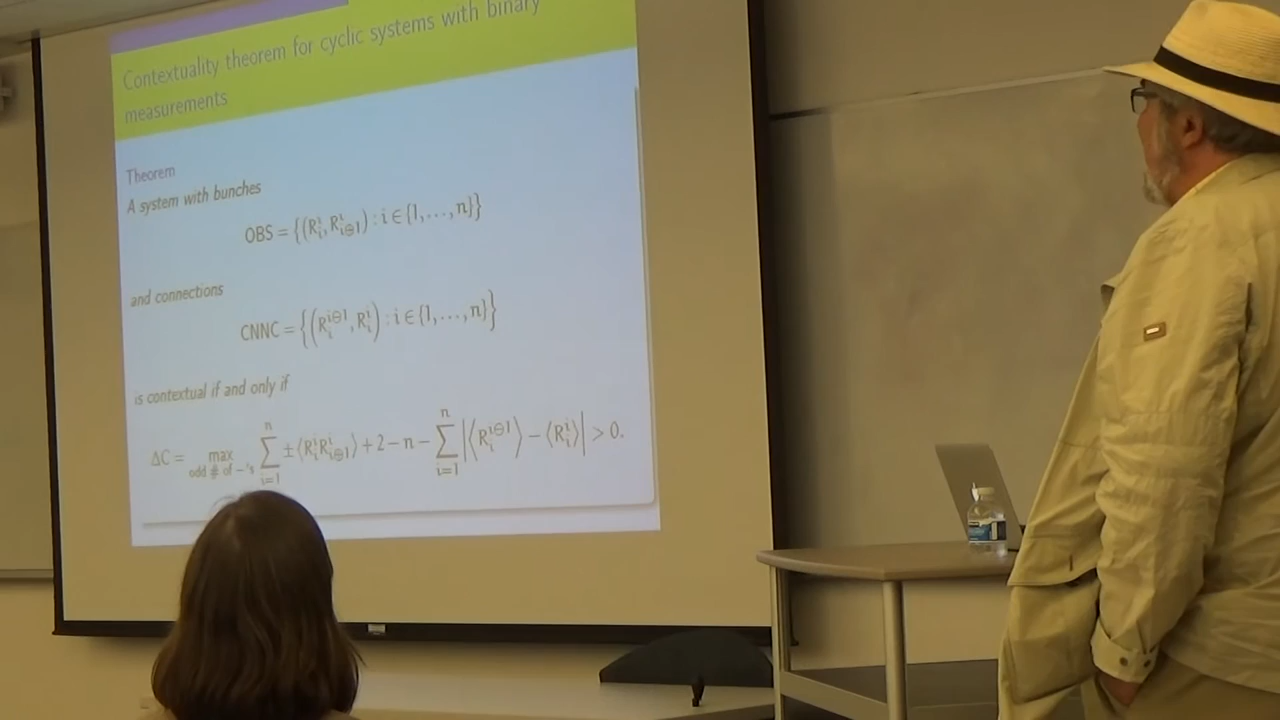 Contextuality theorem for cyclic systems with binary
measurements
Theorem
A system with bunches
OBS = {(R_i^i, R_{i⊕1}^i) : i ∈ {1, …, n}}
and connections
CNNC = {(R_i^{i⊖1}, R_i^i) : i ∈ {1, …, n}}
is contextual if and only if
ΔC = max_{odd # of −'s} ∑_{i=1}^n ±⟨R_i^i R_{i⊕1}^i⟩ + 2 − n − ∑_{i=1}^n |⟨R_i^{i⊖1}⟩ − ⟨R_i^i⟩| > 0.